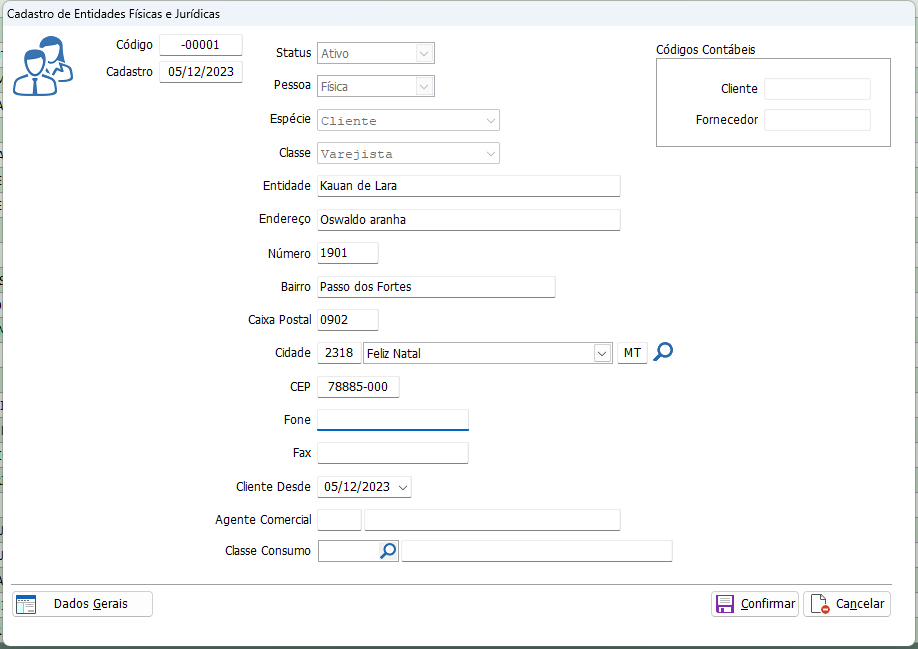 Cadastro de Entidades Físicas e Jurídicas
Código -00001
Cadastro 05/12/2023
Status Ativo
Pessoa Física
Espécie Cliente
Classe Varejista
Códigos Contábeis
Cliente
Fornecedor
Entidade Kauan de Lara
Endereço Oswaldo aranha
Número 1901
Bairro Passo dos Fortes
Caixa Postal 0902
Cidade 2318 Feliz Natal MT
CEP 78885-000
Fone
Fax
Cliente Desde 05/12/2023
Agente Comercial
Classe Consumo
Dados Gerais Confirmar Cancelar